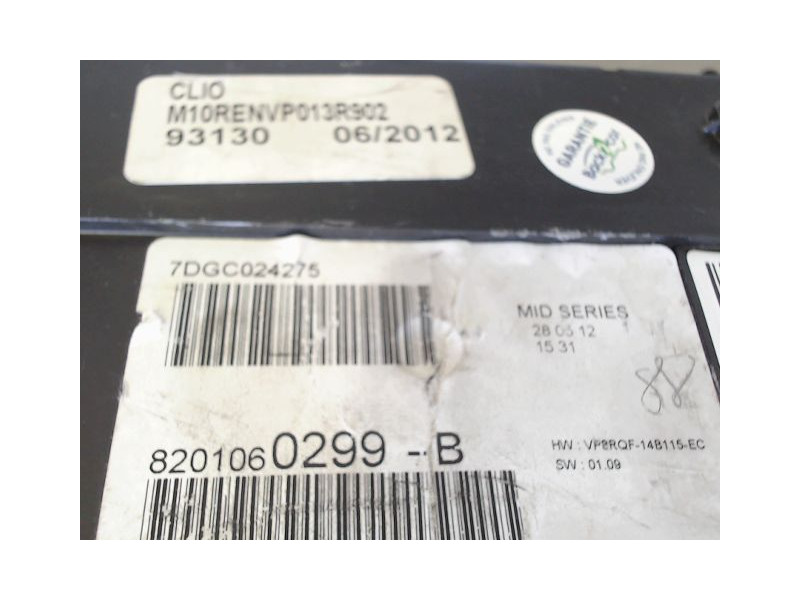 CLIO
M10RENVP013R902
93130 06/2012
GARANTIE
7DGC024275
MID SERIES
28 05 12
15 31
8201060299-B
HW : VP8RQF-14B115-EC
SW : 01.09